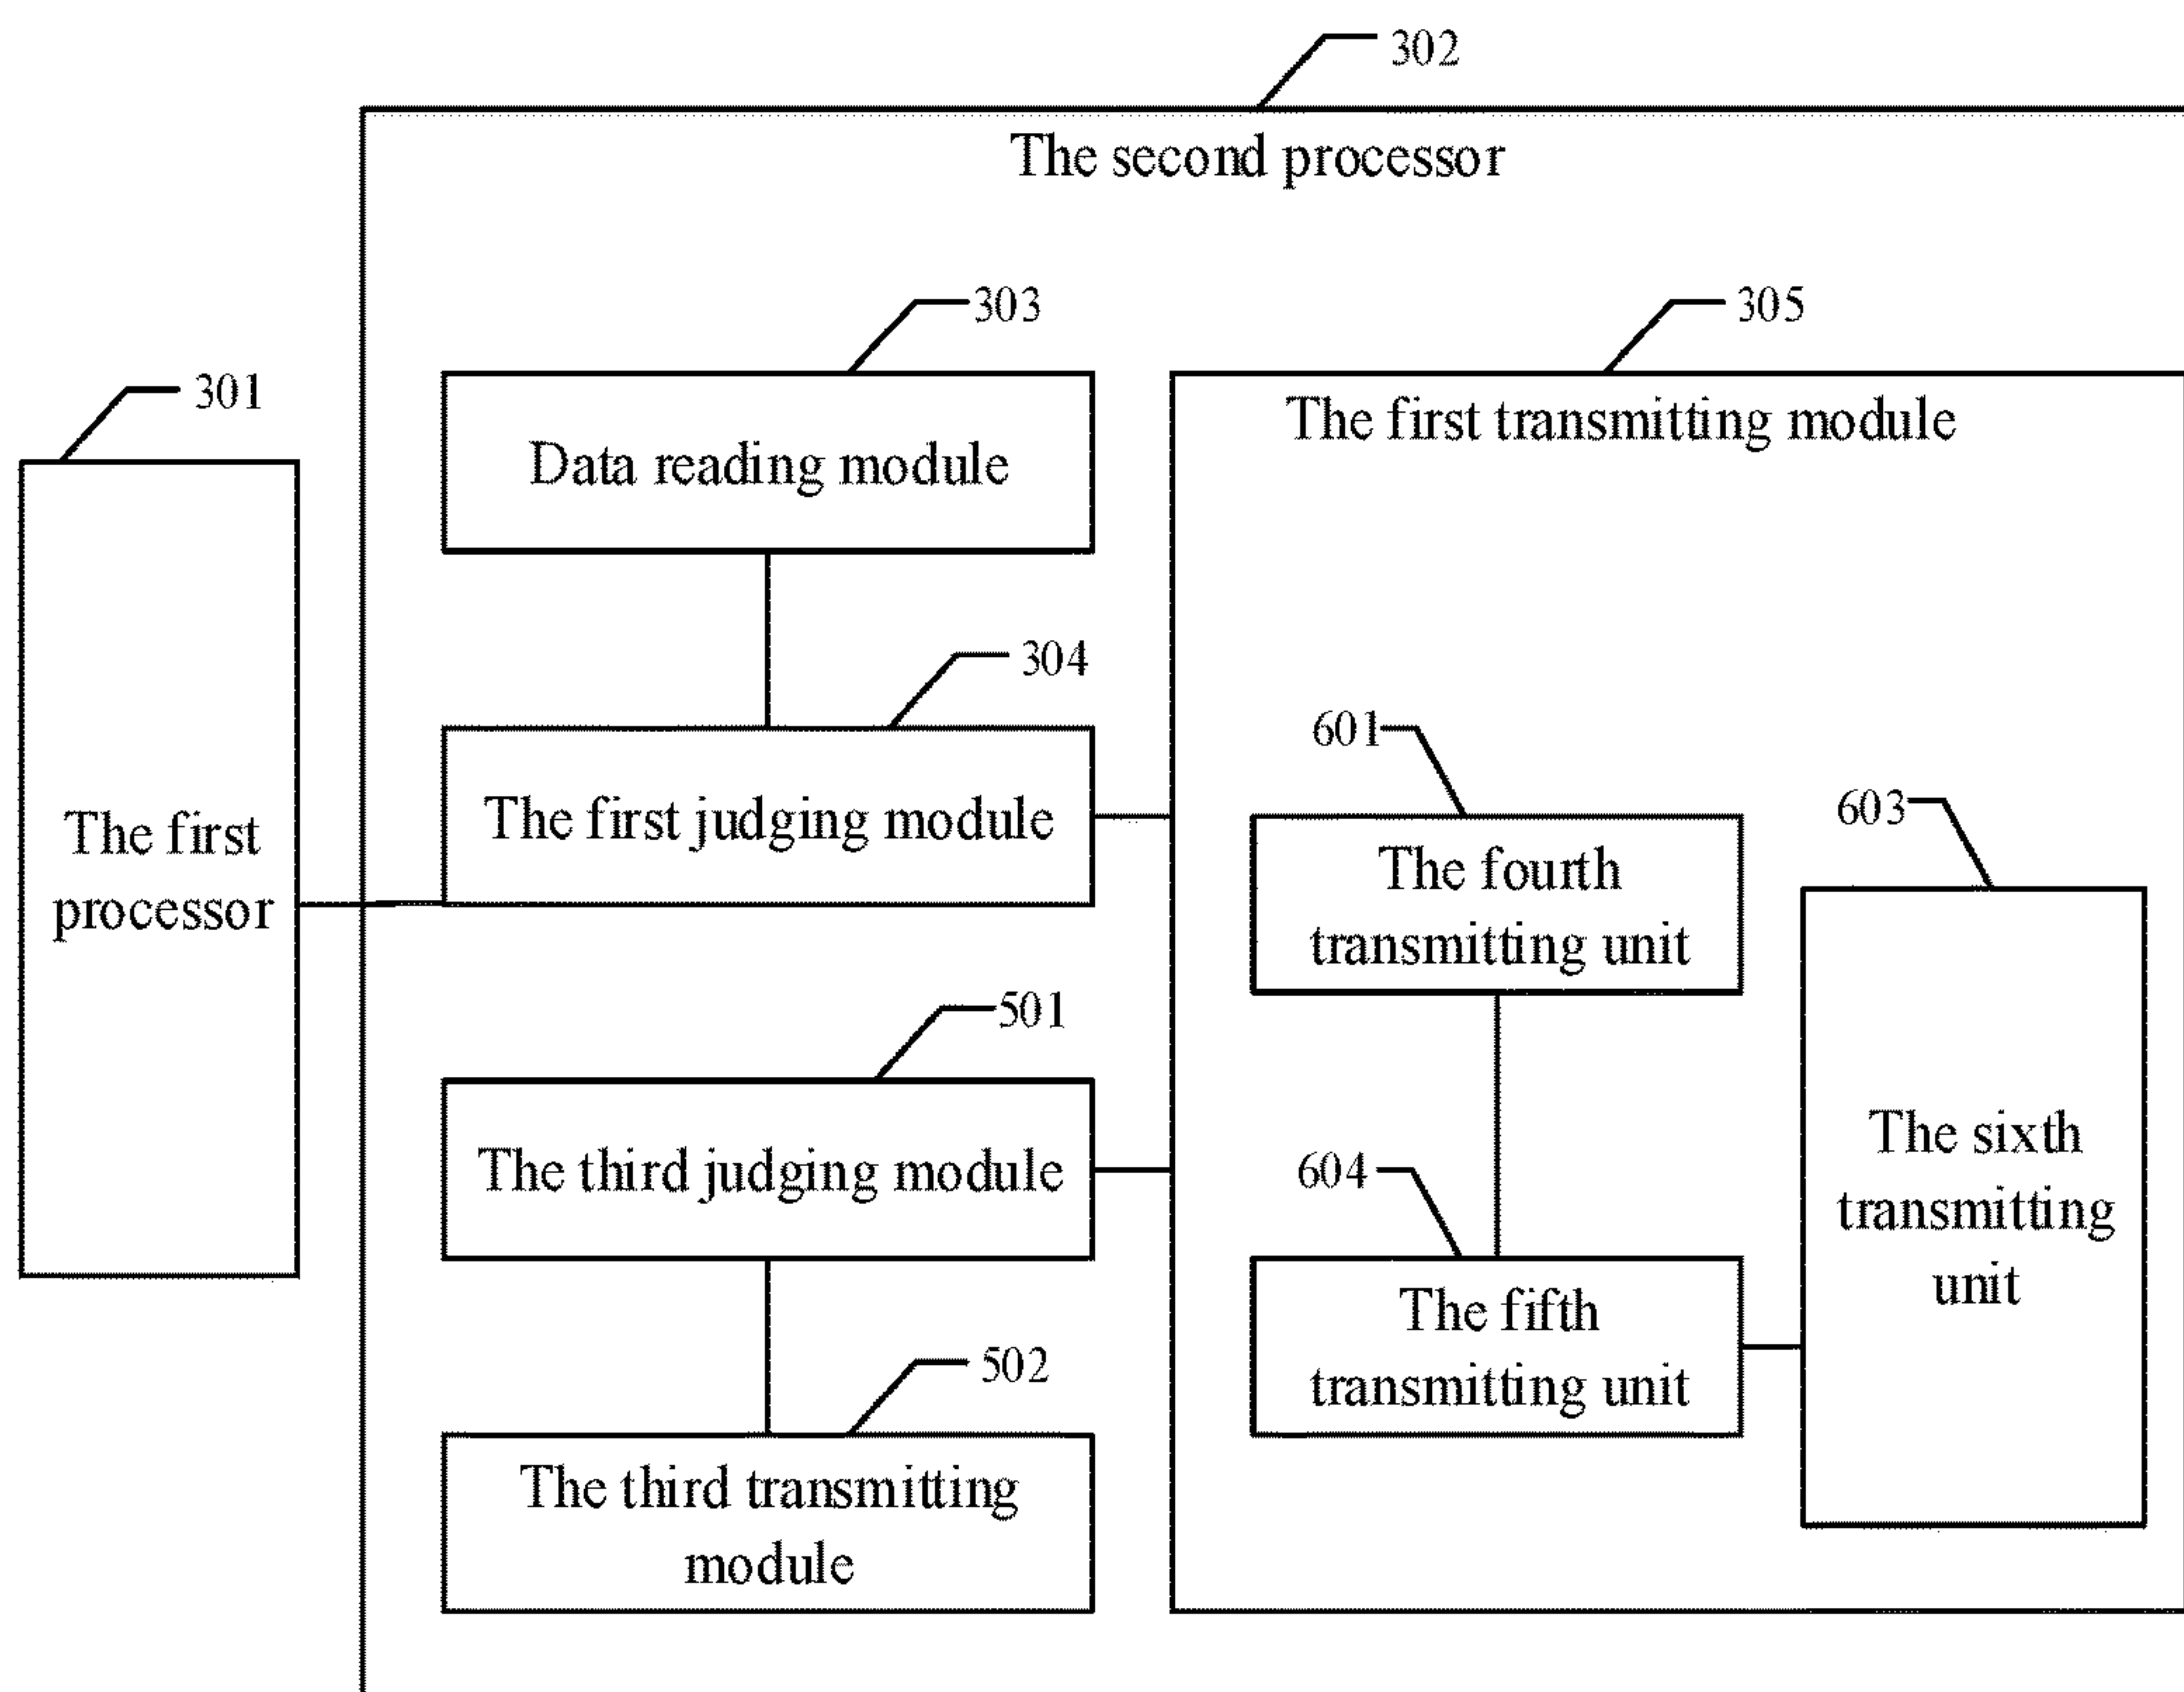 302
The second processor
303
305
301
Data reading module
The first transmitting module
304
601
603
The first judging module
The first
processor
The fourth
transmitting unit
501
The third judging module
604
The sixth
transmitting
unit
The fifth
transmitting unit
502
The third transmitting
module